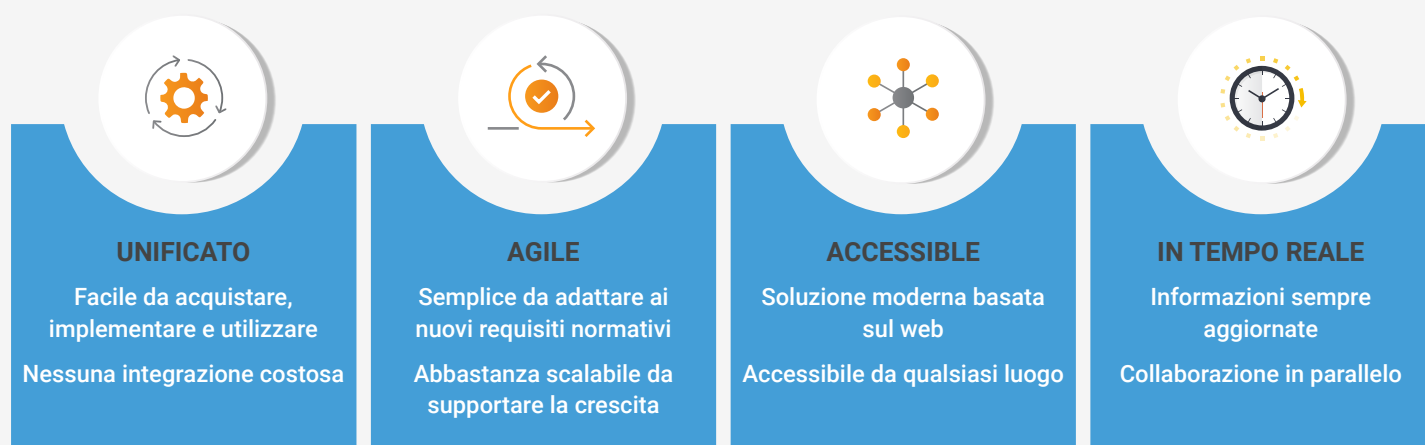 UNIFICATO
Facile da acquistare,
implementare e utilizzare
Nessuna integrazione costosa
AGILE
Semplice da adattare ai
nuovi requisiti normativi
Abbastanza scalabile da
supportare la crescita
ACCESSIBLE
Soluzione moderna basata
sul web
Accessibile da qualsiasi luogo
IN TEMPO REALE
Informazioni sempre
aggiornate
Collaborazione in parallelo